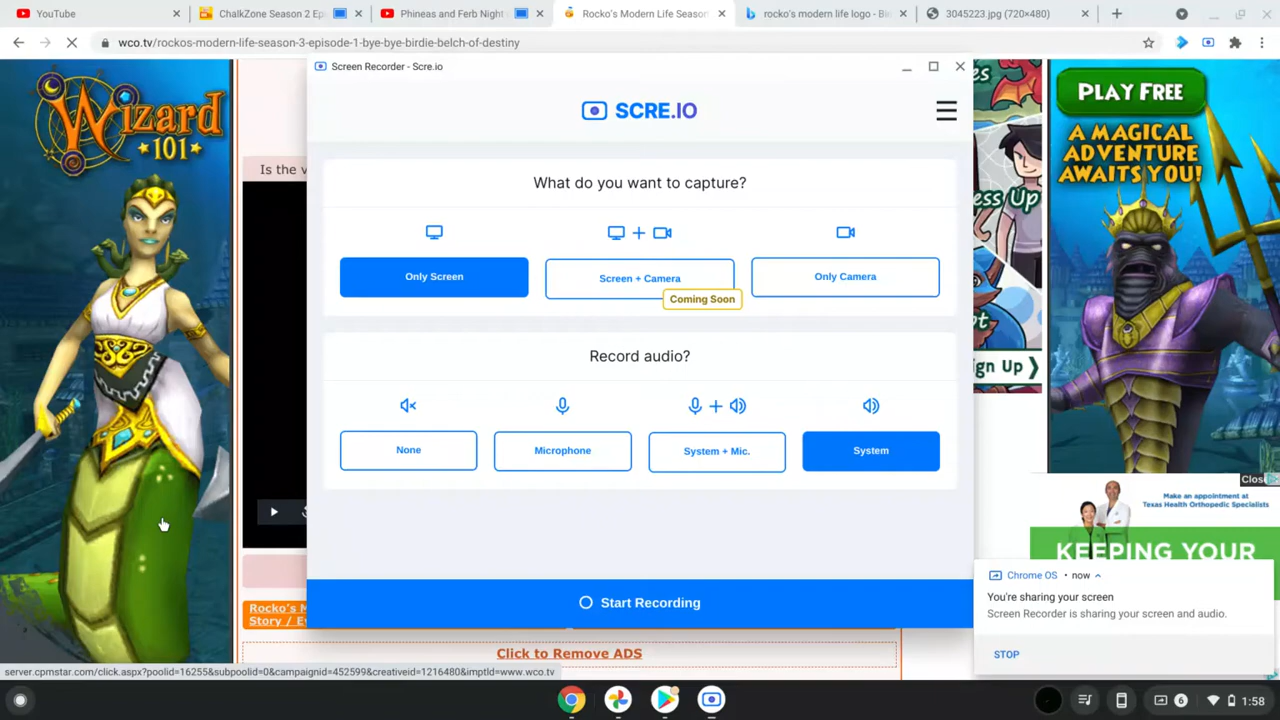 YouTube
ChalkZone Season 2 Ep
Phineas and Ferb Night
Rocko's Modern Life Season
rocko's modern life logo - Bi
3045223.jpg (720×480)
wco.tv/rockos-modern-life-season-3-episode-1-bye-bye-birdie-belch-of-destiny
Screen Recorder - Scre.io
SCRE.IO
Wizard
101
PLAY FREE
A MAGICAL
ADVENTURE
AWAITS YOU!
Is the v
What do you want to capture?
Only Screen
Screen + Camera
Only Camera
Coming Soon
Record audio?
None
Microphone
System + Mic.
System
ess Up
ign Up
Close
Make an appointment at
Texas Health Orthopedic Specialists
KEEPING YOUR
Chrome OS • now
You're sharing your screen
Screen Recorder is sharing your screen and audio.
STOP
Start Recording
Rocko's M
Story / E
Click to Remove ADS
server.cpmstar.com/click.aspx?poolid=16255&subpoolid=0&campaignid=452599&creativeid=1216480&imptId=www.wco.tv
6
1:58